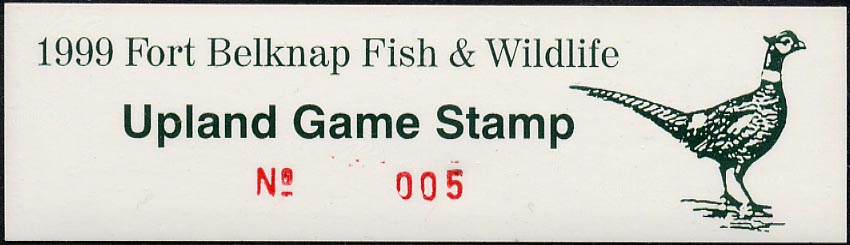 1999 Fort Belknap Fish & Wildlife
Upland Game Stamp
Nº 005